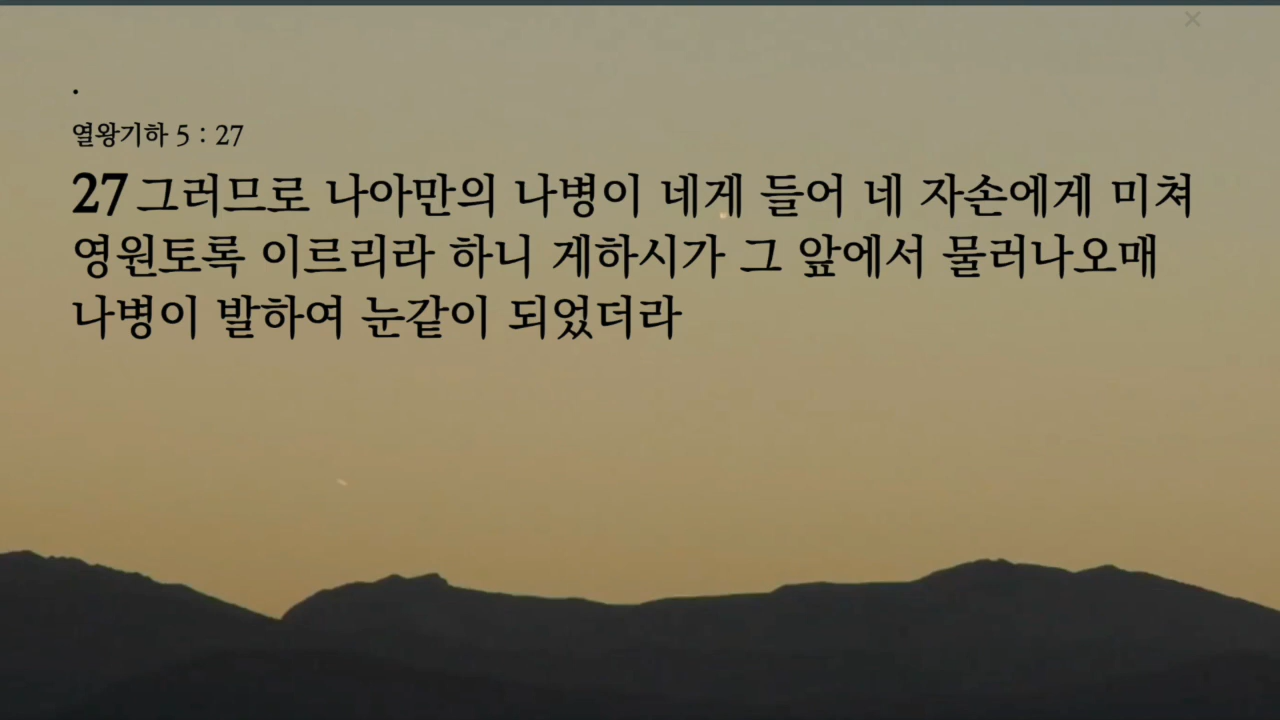 .
열왕기하 5 : 27
27 그러므로 나아만의 나병이 네게 들어 네 자손에게 미쳐
영원토록 이르리라 하니 게하시가 그 앞에서 물러나오매
나병이 발하여 눈같이 되었더라